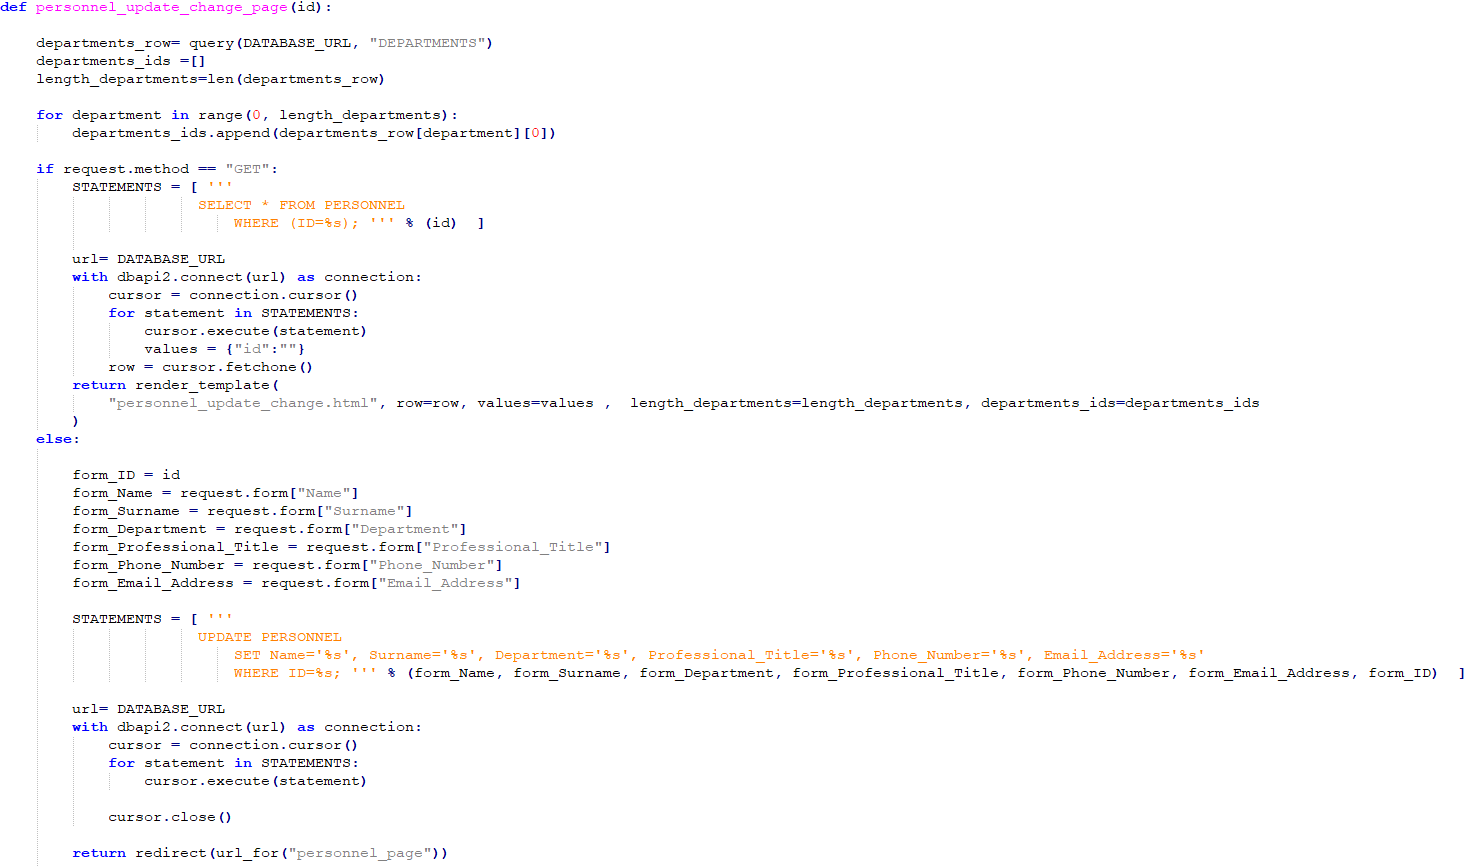 def personnel_update_change_page(id):
departments_row= query(DATABASE_URL, "DEPARTMENTS")
departments_ids =[]
length_departments=len(departments_row)
for department in range(0, length_departments):
departments_ids.append(departments_row[department][0])
if request.method == "GET":
STATEMENTS = [ '''
SELECT * FROM PERSONNEL
WHERE (ID=%s); ''' % (id)  ]
url= DATABASE_URL
with dbapi2.connect(url) as connection:
cursor = connection.cursor()
for statement in STATEMENTS:
cursor.execute(statement)
values = {"id":""}
row = cursor.fetchone()
return render_template(
"personnel_update_change.html", row=row, values=values ,  length_departments=length_departments, departments_ids=departments_ids
)
else:
form_ID = id
form_Name = request.form["Name"]
form_Surname = request.form["Surname"]
form_Department = request.form["Department"]
form_Professional_Title = request.form["Professional_Title"]
form_Phone_Number = request.form["Phone_Number"]
form_Email_Address = request.form["Email_Address"]
STATEMENTS = [ '''
UPDATE PERSONNEL
SET Name='%s', Surname='%s', Department='%s', Professional_Title='%s', Phone_Number='%s', Email_Address='%s'
WHERE ID=%s; ''' % (form_Name, form_Surname, form_Department, form_Professional_Title, form_Phone_Number, form_Email_Address, form_ID)  ]
url= DATABASE_URL
with dbapi2.connect(url) as connection:
cursor = connection.cursor()
for statement in STATEMENTS:
cursor.execute(statement)
cursor.close()
return redirect(url_for("personnel_page"))